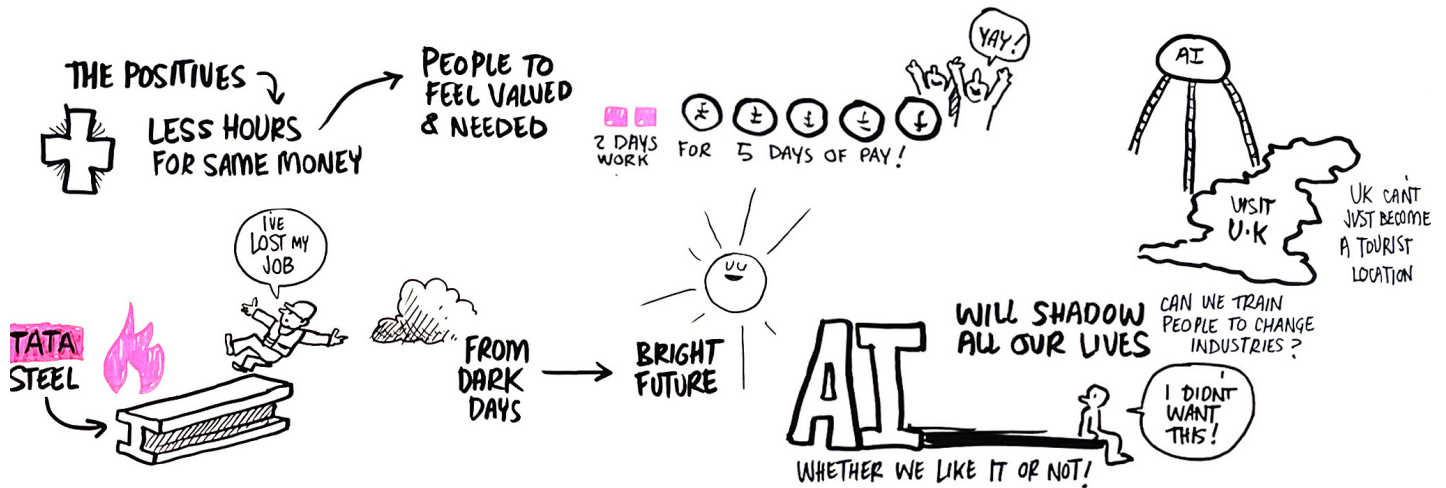 THE POSITIVES
LESS HOURS
FOR SAME MONEY
PEOPLE TO
FEEL VALUED
& NEEDED
2 DAYS
WORK
FOR 5 DAYS OF PAY!
£ £ £ £ £
YAY!
AI
VISIT
U.K
UK CAN'T
JUST BECOME
A TOURIST
LOCATION
I'VE
LOST MY
JOB
TATA
STEEL
FROM
DARK
DAYS
BRIGHT
FUTURE
AI
WILL SHADOW
ALL OUR LIVES
CAN WE TRAIN
PEOPLE TO CHANGE
INDUSTRIES?
I DIDN'T
WANT
THIS!
WHETHER WE LIKE IT OR NOT!